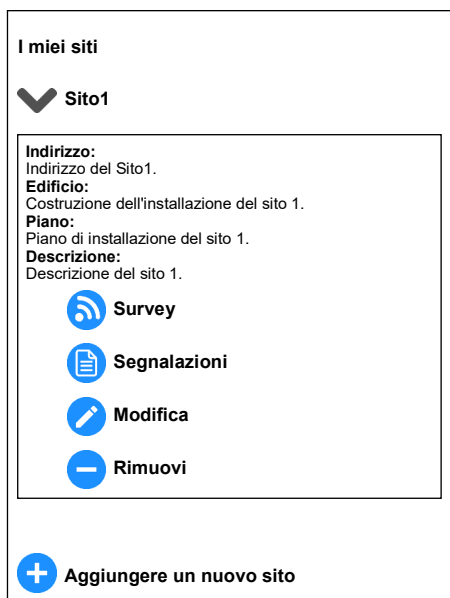 I miei siti
Sito1
Indirizzo:
Indirizzo del Sito1.
Edificio:
Costruzione dell'installazione del sito 1.
Piano:
Piano di installazione del sito 1.
Descrizione:
Descrizione del sito 1.
Survey
Segnalazioni
Modifica
Rimuovi
Aggiungere un nuovo sito